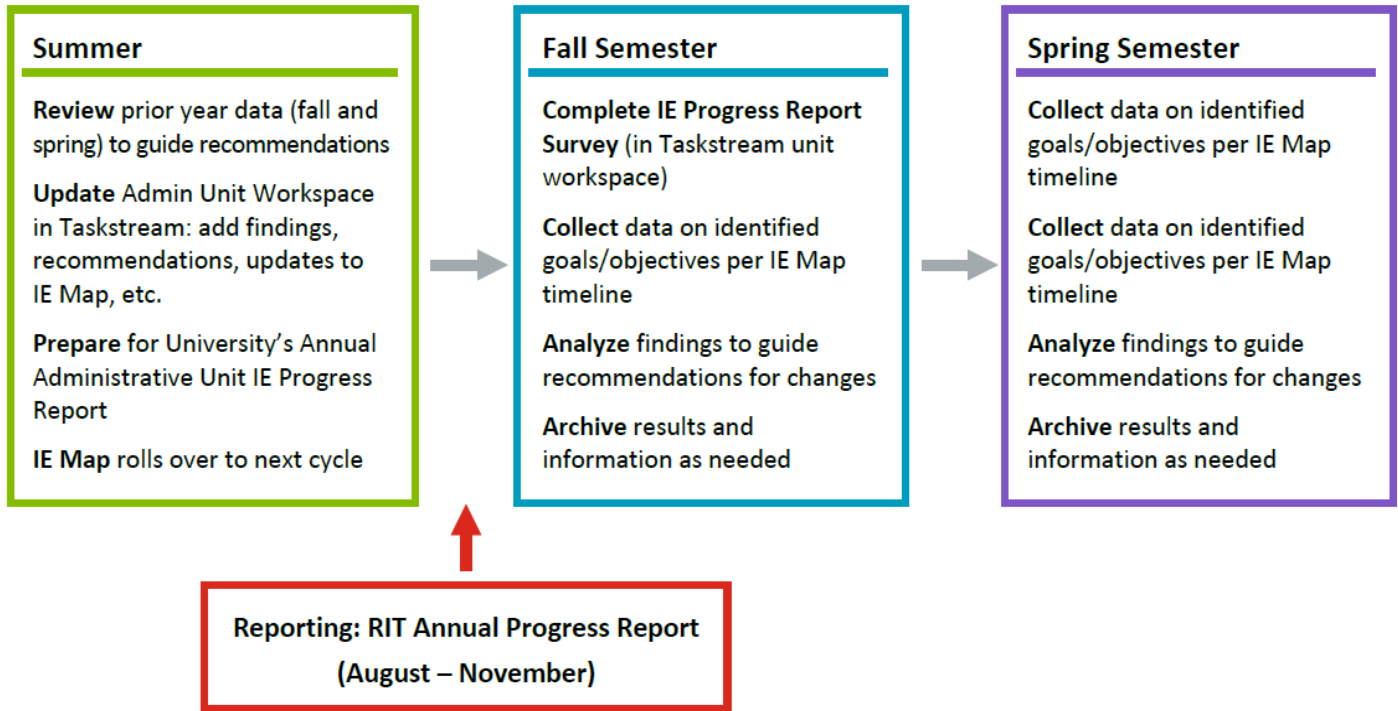 Summer
Review prior year data (fall and
spring) to guide recommendations
Update Admin Unit Workspace
in Taskstream: add findings,
recommendations, updates to
IE Map, etc.
Prepare for University’s Annual
Administrative Unit IE Progress
Report
IE Map rolls over to next cycle
Fall Semester
Complete IE Progress Report
Survey (in Taskstream unit
workspace)
Collect data on identified
goals/objectives per IE Map
timeline
Analyze findings to guide
recommendations for changes
Archive results and
information as needed
Spring Semester
Collect data on identified
goals/objectives per IE Map
timeline
Collect data on identified
goals/objectives per IE Map
timeline
Analyze findings to guide
recommendations for changes
Archive results and
information as needed
Reporting: RIT Annual Progress Report
(August – November)